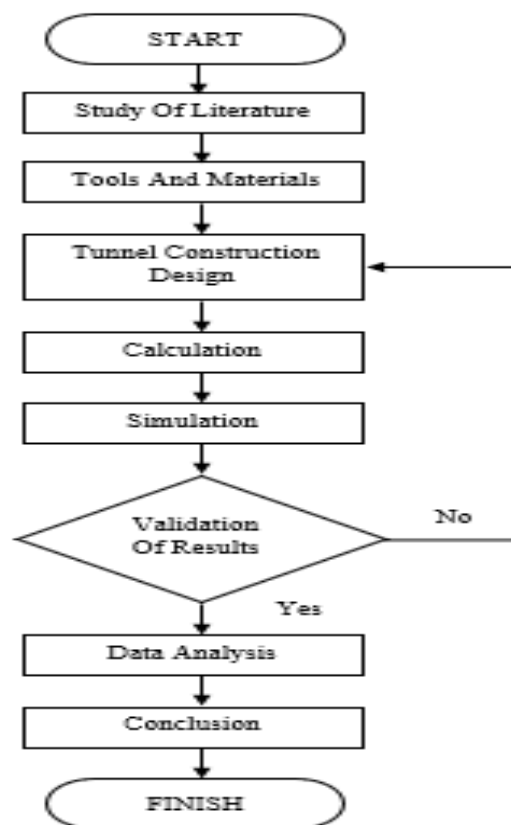 START
Study Of Literature
Tools And Materials
Tunnel Construction
Design
Calculation
Simulation
Validation
Of Results
No
Yes
Data Analysis
Conclusion
FINISH